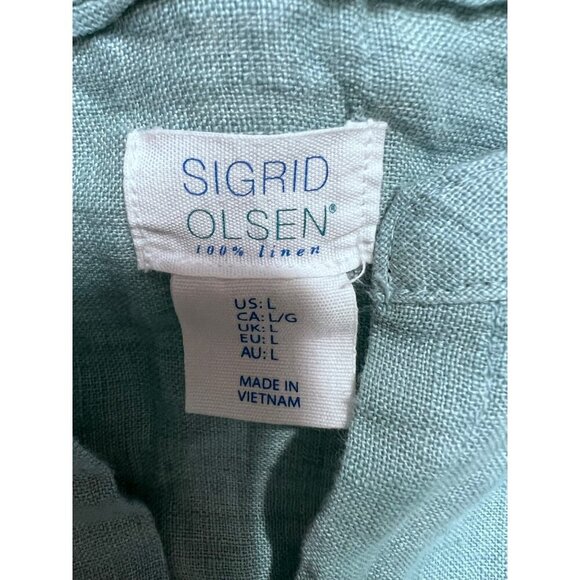 SIGRID
OLSEN®
100% linen
US: L
CA: L/G
UK: L
EU: L
AU: L
MADE IN
VIETNAM